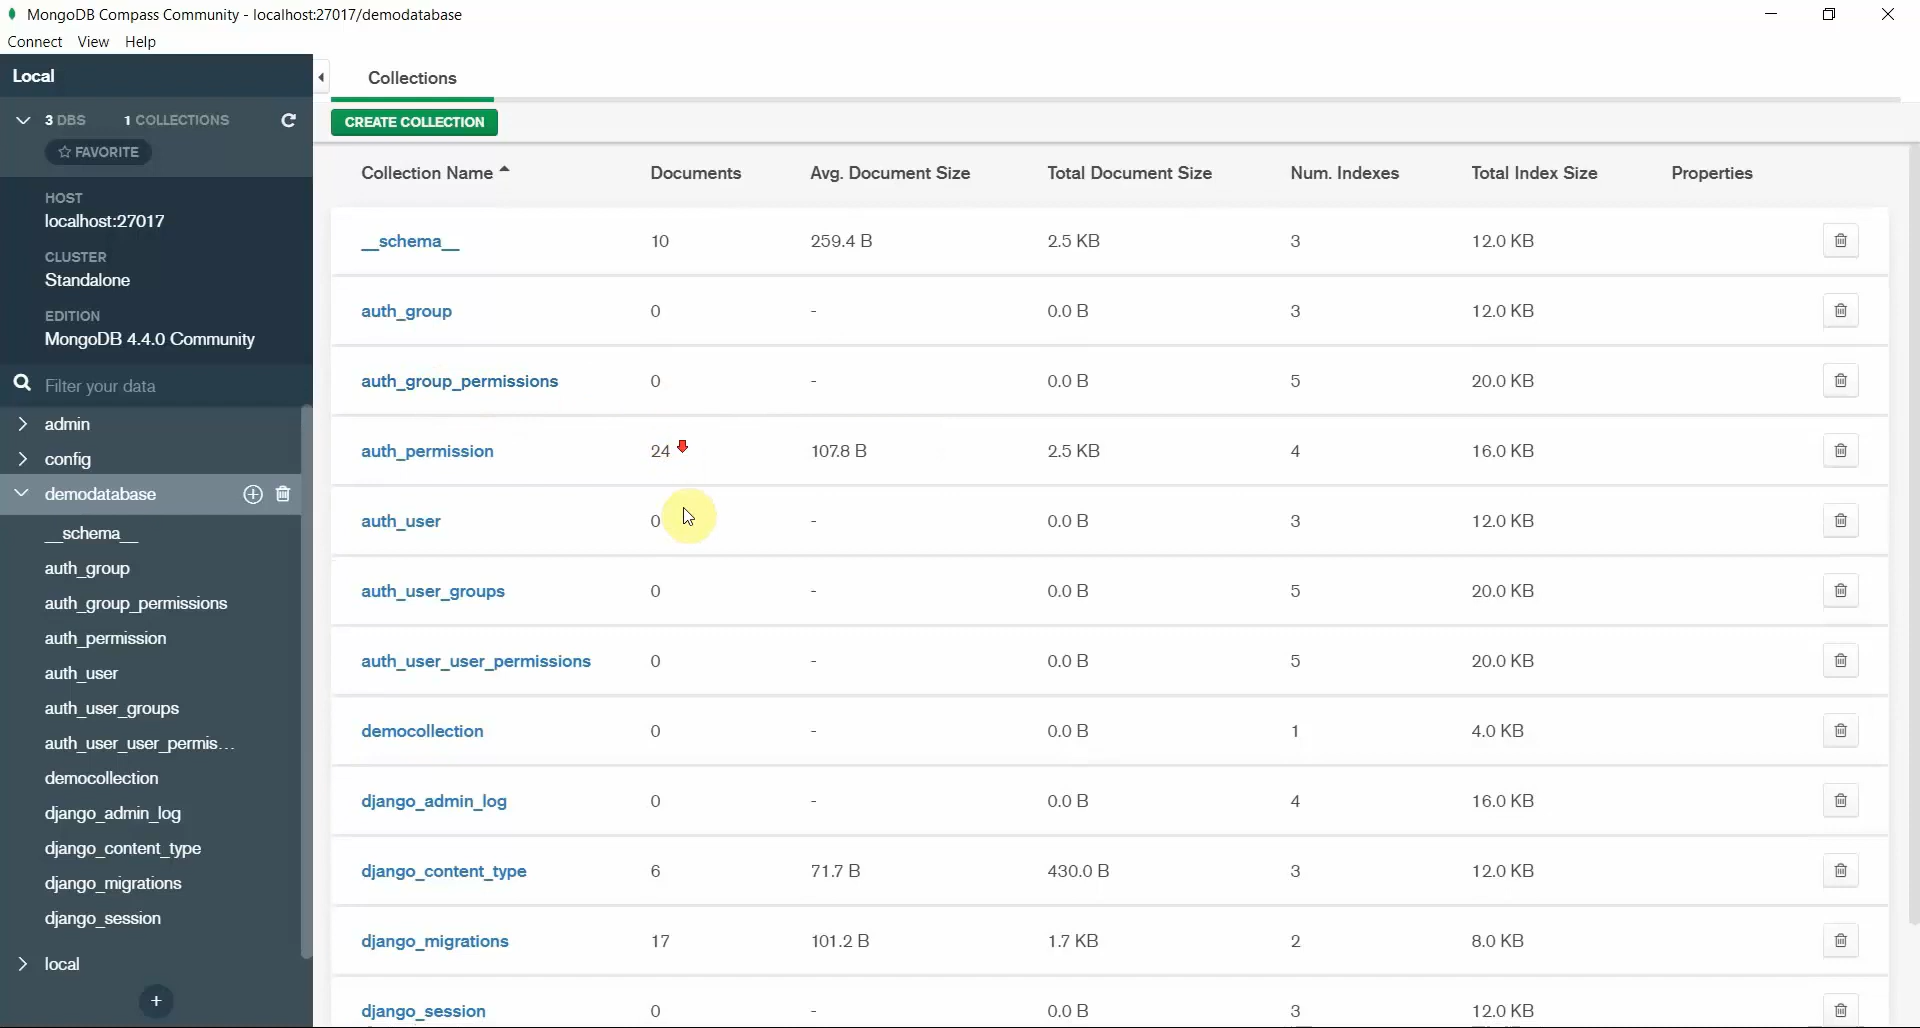 MongoDB Compass Community - localhost:27017/demodatabase
Connect View Help
Local
3 DBS 1 COLLECTIONS
FAVORITE
HOST
localhost:27017
CLUSTER
Standalone
EDITION
MongoDB 4.4.0 Community
Filter your data
admin
config
demodatabase
__schema__
auth_group
auth_group_permissions
auth_permission
auth_user
auth_user_groups
auth_user_user_permis...
democollection
django_admin_log
django_content_type
django_migrations
django_session
local
Collections
CREATE COLLECTION
Collection Name Documents Avg. Document Size Total Document Size Num. Indexes Total Index Size Properties
__schema__ 10 259.4 B 2.5 KB 3 12.0 KB
auth_group 0 - 0.0 B 3 12.0 KB
auth_group_permissions 0 - 0.0 B 5 20.0 KB
auth_permission 24 107.8 B 2.5 KB 4 16.0 KB
auth_user 0 - 0.0 B 3 12.0 KB
auth_user_groups 0 - 0.0 B 5 20.0 KB
auth_user_user_permissions 0 - 0.0 B 5 20.0 KB
democollection 0 - 0.0 B 1 4.0 KB
django_admin_log 0 - 0.0 B 4 16.0 KB
django_content_type 6 71.7 B 430.0 B 3 12.0 KB
django_migrations 17 101.2 B 1.7 KB 2 8.0 KB
django_session 0 - 0.0 B 3 12.0 KB